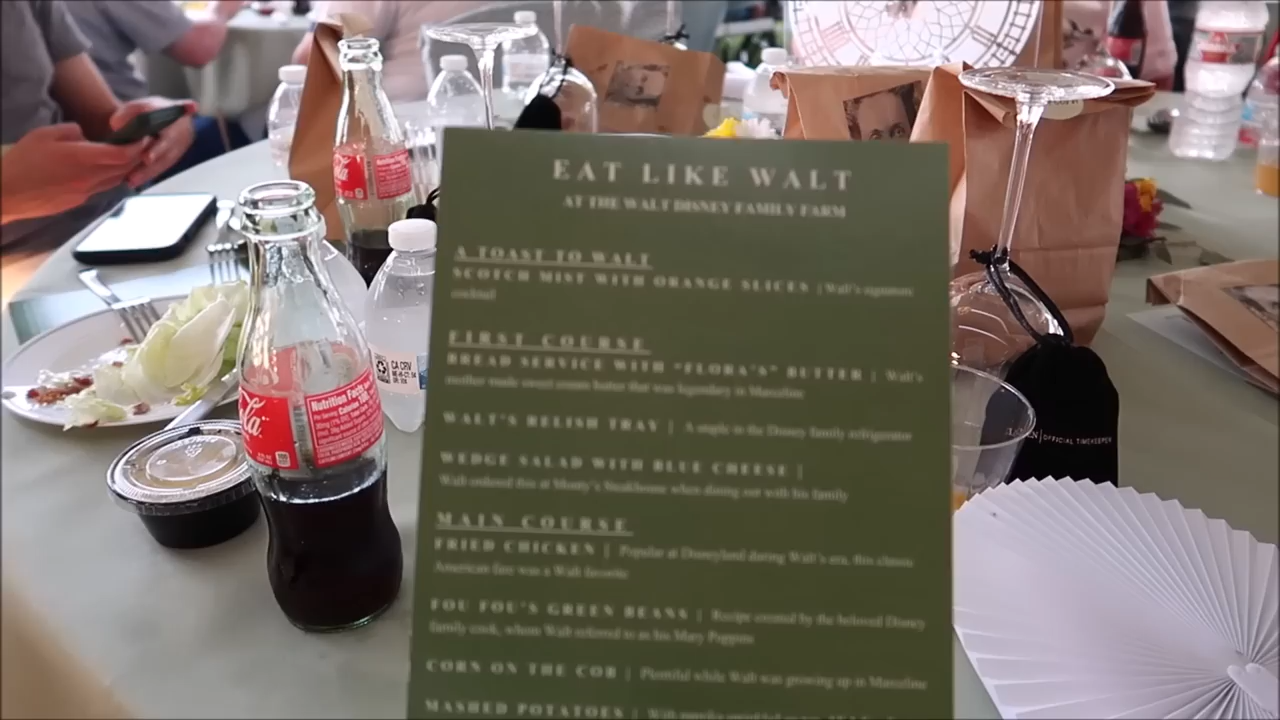 EAT LIKE WALT
AT THE WALT DISNEY FAMILY FARM
A TOAST TO WALT
SCOTCH MIST WITH ORANGE SLICES | Walt's signature
cocktail
FIRST COURSE
BREAD SERVICE WITH "FLORA'S" BUTTER | Walt's
mother made sweet cream butter that was legendary in Marceline
WALT'S RELISH TRAY | A staple in the Disney family refrigerator
WEDGE SALAD WITH BLUE CHEESE |
Walt ordered this at Musty's Steakhouse when dining out with his family
MAIN COURSE
FRIED CHICKEN | Popular at Disneyland during Walt's era, this classic
American fare was a Walt favorite
FOU FOU'S GREEN BEANS | Recipe created by the beloved Disney
family cook, whom Walt referred to as his Mary Poppins
CORN ON THE COB | Plentiful while Walt was growing up in Marceline
MASHED POTATOES | With
Nutrition Facts
CA CRV
OFFICIAL TIMEKEEPER